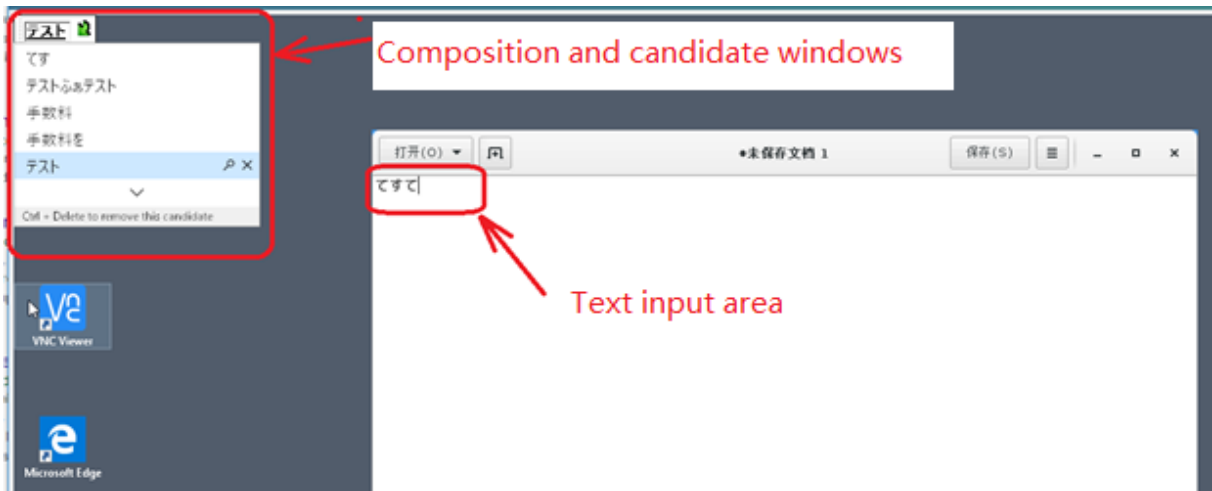 テスト
てす
テストふぁテスト
手数料
手数料を
テスト
Ctrl + Delete to remove this candidate
Composition and candidate windows
打开(O)
•未保存文档 1
保存(S)
てすて
Text input area
VNC Viewer
Microsoft Edge